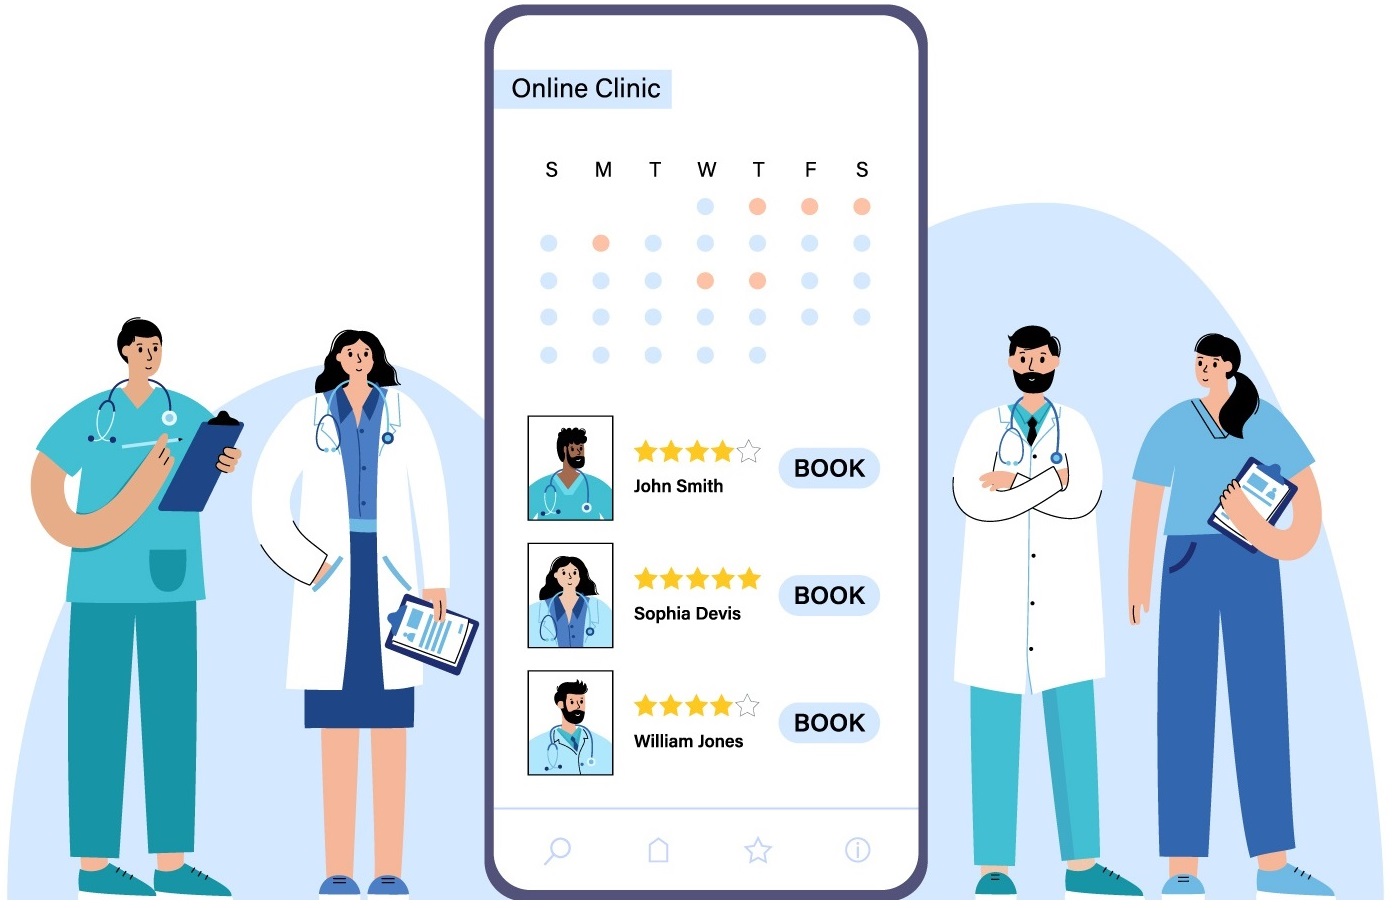 Online Clinic
S M T W T F S
John Smith
BOOK
Sophia Devis
BOOK
William Jones
BOOK